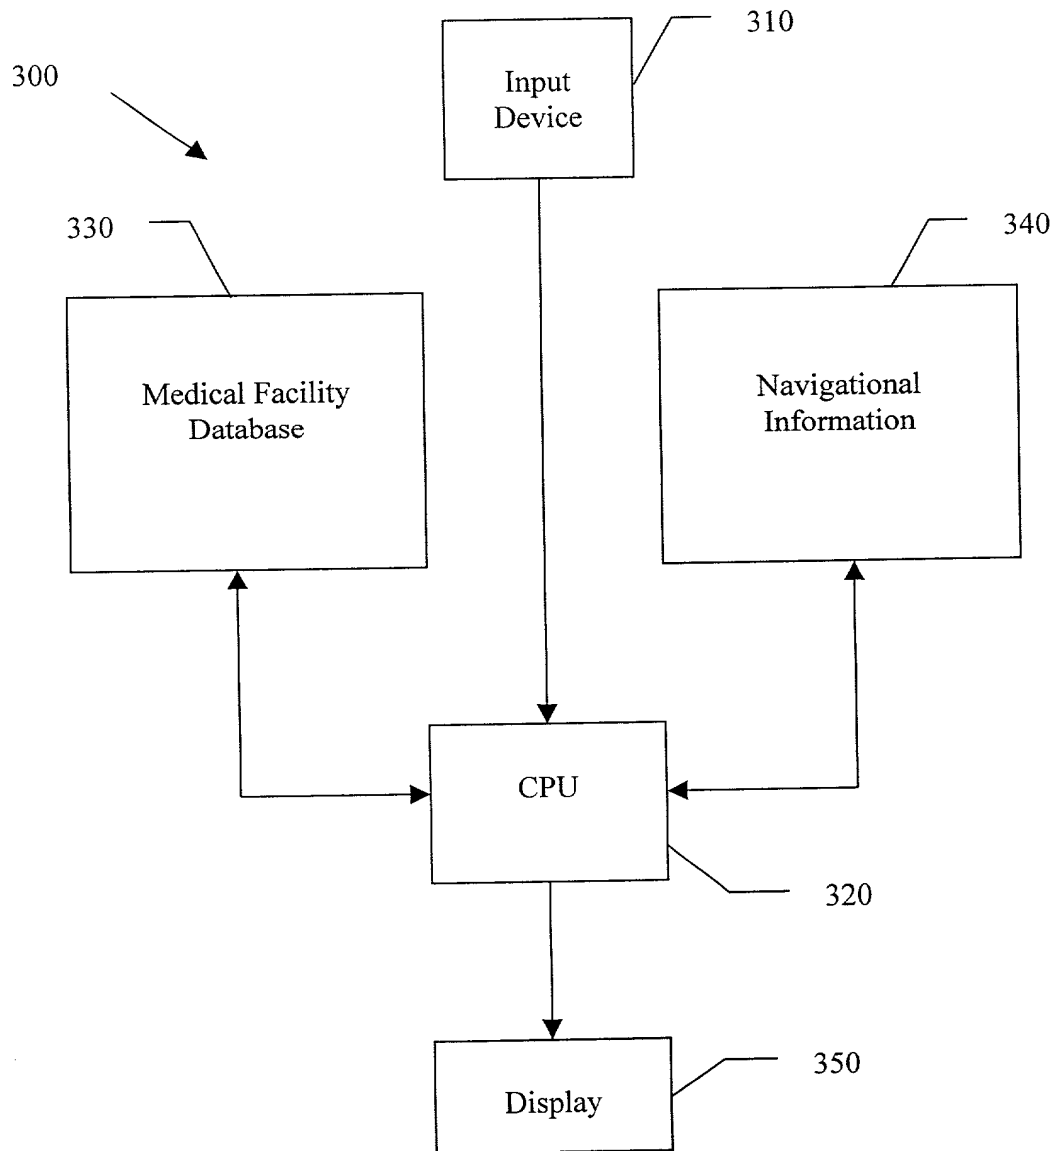 310
300
Input
Device
330
340
Medical Facility
Database
Navigational
Information
CPU
320
350
Display